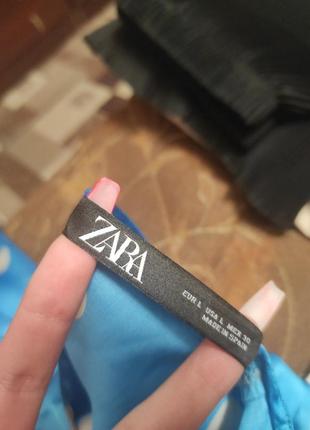 ZARA
EUR L USA L MEX 30
MADE IN SPAIN